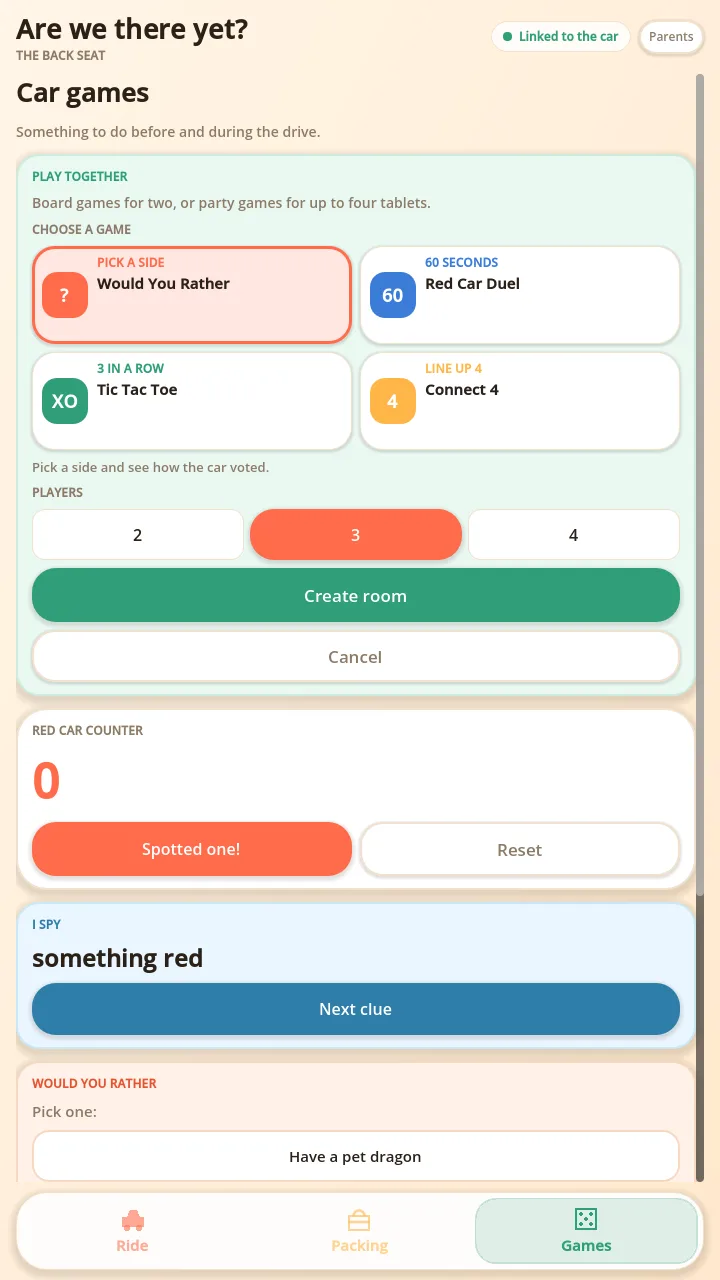 Are we there yet?
THE BACK SEAT
Linked to the car
Parents
Car games
Something to do before and during the drive.
PLAY TOGETHER
Board games for two, or party games for up to four tablets.
CHOOSE A GAME
?
PICK A SIDE
Would You Rather
60
60 SECONDS
Red Car Duel
XO
3 IN A ROW
Tic Tac Toe
4
LINE UP 4
Connect 4
Pick a side and see how the car voted.
PLAYERS
2
3
4
Create room
Cancel
RED CAR COUNTER
0
Spotted one!
Reset
I SPY
something red
Next clue
WOULD YOU RATHER
Pick one:
Have a pet dragon
Ride
Packing
Games